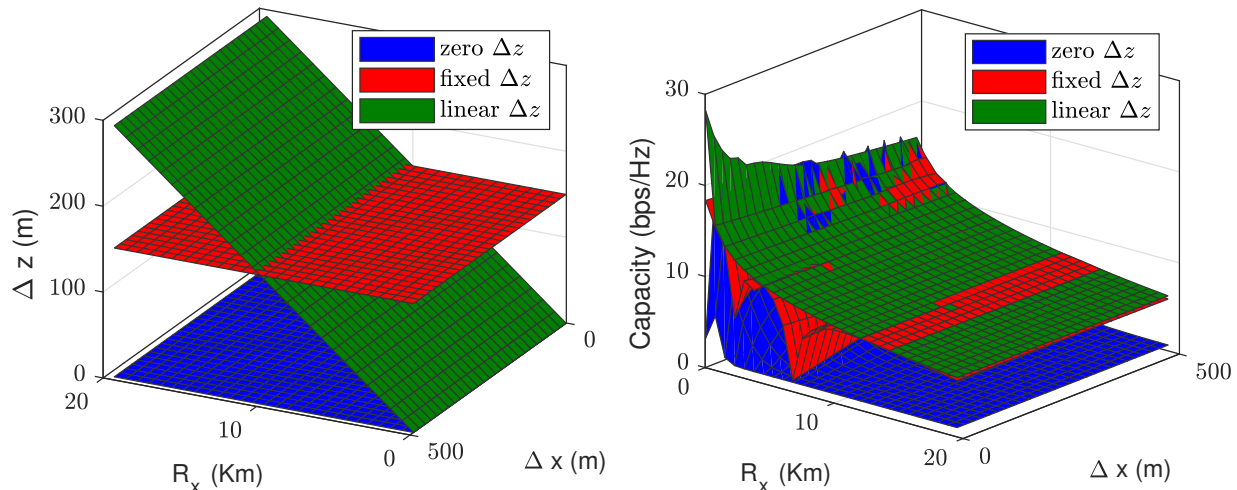 zero Δz
fixed Δz
linear Δz
300
200
100
0
Δ z (m)
20
10
0
R_x (Km)
500
0
Δ x (m)
zero Δz
fixed Δz
linear Δz
30
20
10
0
Capacity (bps/Hz)
0
10
20
R_x (Km)
0
500
Δ x (m)